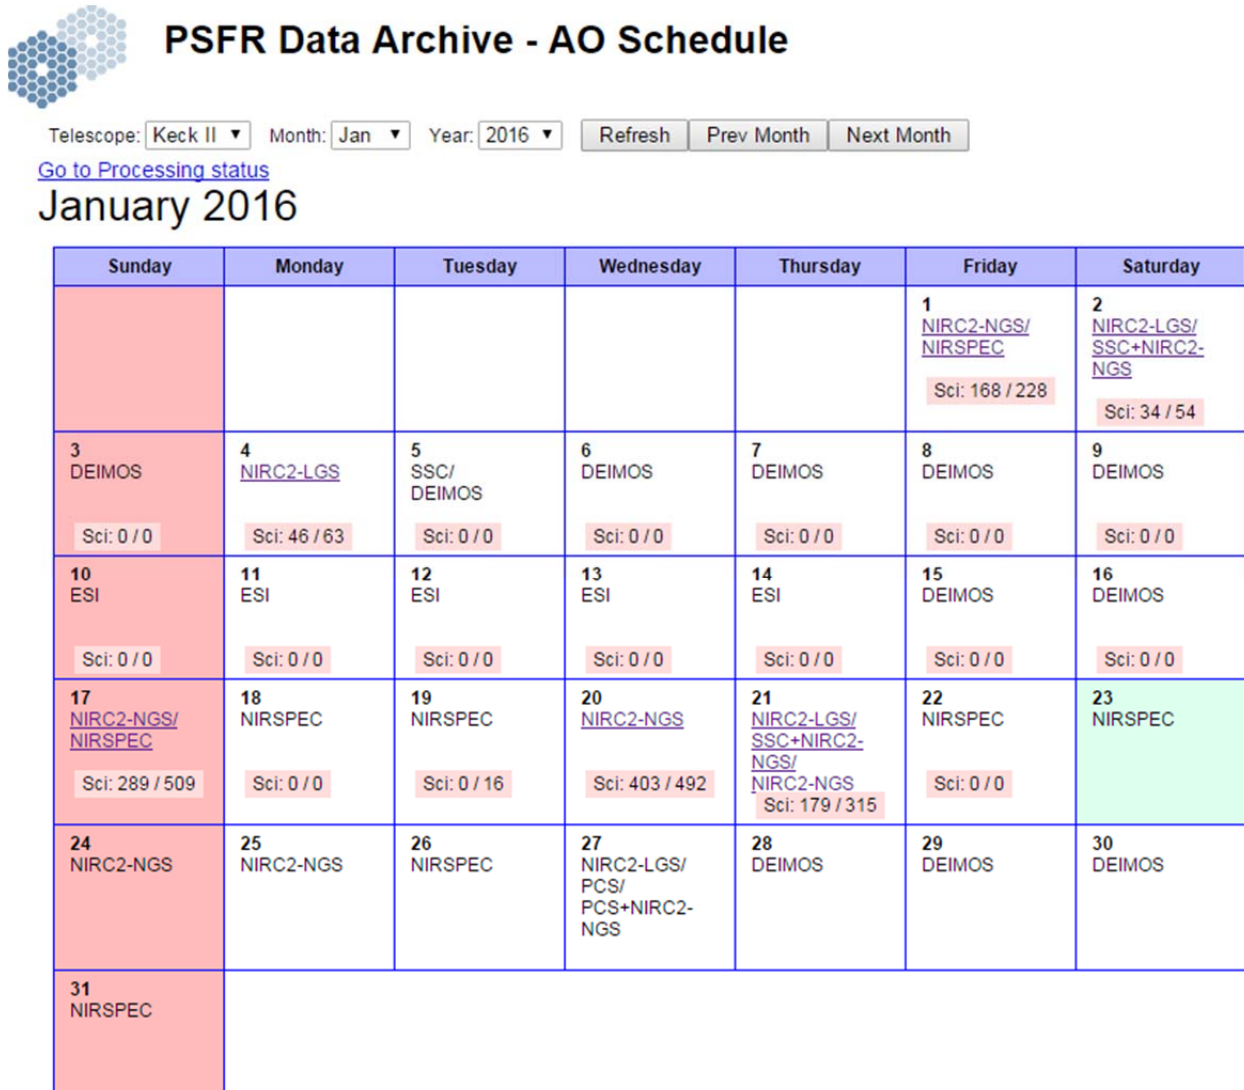 PSFR Data Archive - AO Schedule
Telescope: Keck II ▼ Month: Jan ▼ Year: 2016 ▼ Refresh Prev Month Next Month
Go to Processing status
January 2016
Sunday Monday Tuesday Wednesday Thursday Friday Saturday
1
NIRC2-NGS/
NIRSPEC
Sci: 168 / 228
2
NIRC2-LGS/
SSC+NIRC2-
NGS
Sci: 34 / 54
3
DEIMOS
Sci: 0 / 0
4
NIRC2-LGS
Sci: 46 / 63
5
SSC/
DEIMOS
Sci: 0 / 0
6
DEIMOS
Sci: 0 / 0
7
DEIMOS
Sci: 0 / 0
8
DEIMOS
Sci: 0 / 0
9
DEIMOS
Sci: 0 / 0
10
ESI
Sci: 0 / 0
11
ESI
Sci: 0 / 0
12
ESI
Sci: 0 / 0
13
ESI
Sci: 0 / 0
14
ESI
Sci: 0 / 0
15
DEIMOS
Sci: 0 / 0
16
DEIMOS
Sci: 0 / 0
17
NIRC2-NGS/
NIRSPEC
Sci: 289 / 509
18
NIRSPEC
Sci: 0 / 0
19
NIRSPEC
Sci: 0 / 16
20
NIRC2-NGS
Sci: 403 / 492
21
NIRC2-LGS/
SSC+NIRC2-
NGS/
NIRC2-NGS
Sci: 179 / 315
22
NIRSPEC
Sci: 0 / 0
23
NIRSPEC
24
NIRC2-NGS
25
NIRC2-NGS
26
NIRSPEC
27
NIRC2-LGS/
PCS/
PCS+NIRC2-
NGS
28
DEIMOS
29
DEIMOS
30
DEIMOS
31
NIRSPEC